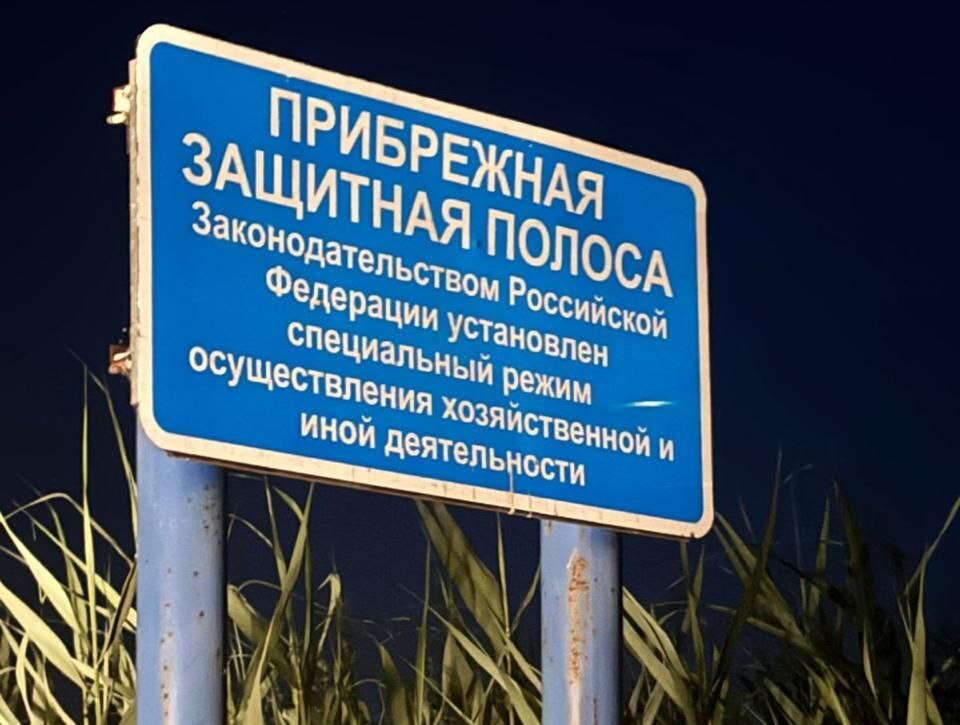 ПРИБРЕЖНАЯ
ЗАЩИТНАЯ ПОЛОСА
Законодательством Российской
Федерации установлен
специальный режим
осуществления хозяйственной и
иной деятельности